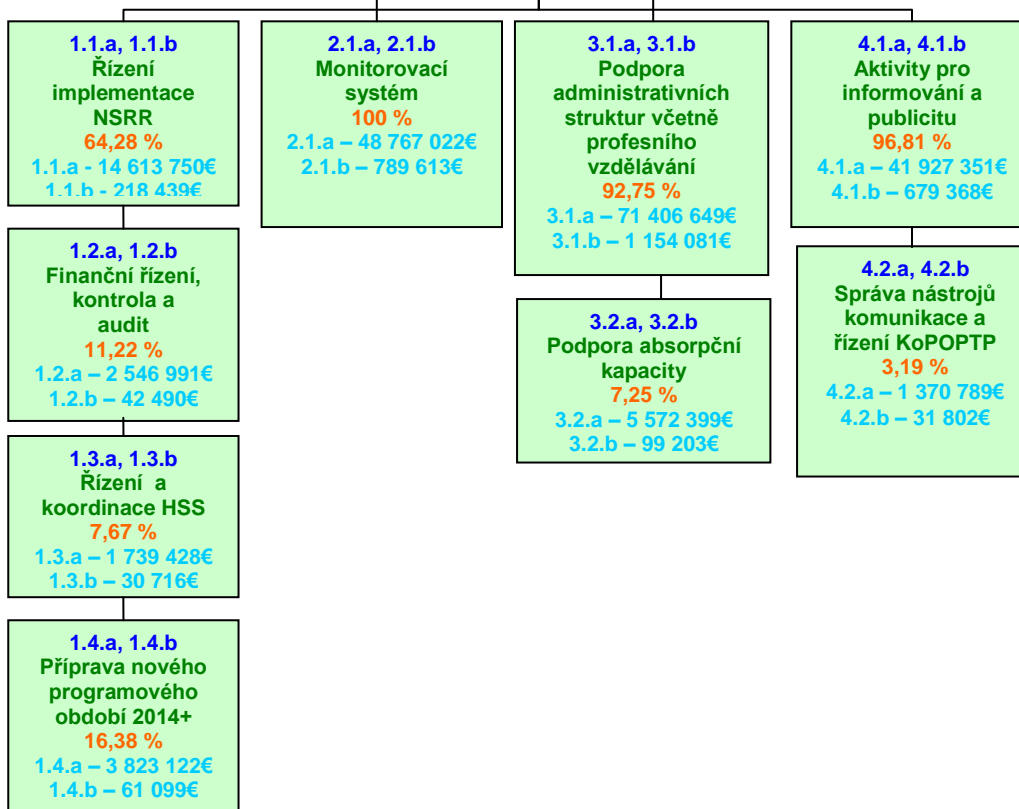 1.1.a, 1.1.b
Řízení
implementace
NSRR
64,28 %
1.1.a - 14 613 750€
1.1.b - 218 439€
1.2.a, 1.2.b
Finanční řízení,
kontrola a
audit
11,22 %
1.2.a – 2 546 991€
1.2.b – 42 490€
1.3.a, 1.3.b
Řízení a
koordinace HSS
7,67 %
1.3.a – 1 739 428€
1.3.b – 30 716€
1.4.a, 1.4.b
Příprava nového
programového
období 2014+
16,38 %
1.4.a – 3 823 122€
1.4.b – 61 099€
2.1.a, 2.1.b
Monitorovací
systém
100 %
2.1.a – 48 767 022€
2.1.b – 789 613€
3.1.a, 3.1.b
Podpora
administrativních
struktur včetně
profesního
vzdělávání
92,75 %
3.1.a – 71 406 649€
3.1.b – 1 154 081€
3.2.a, 3.2.b
Podpora absorpční
kapacity
7,25 %
3.2.a – 5 572 399€
3.2.b – 99 203€
4.1.a, 4.1.b
Aktivity pro
informování a
publicitu
96,81 %
4.1.a – 41 927 351€
4.1.b – 679 368€
4.2.a, 4.2.b
Správa nástrojů
komunikace a
řízení KoPOPTP
3,19 %
4.2.a – 1 370 789€
4.2.b – 31 802€